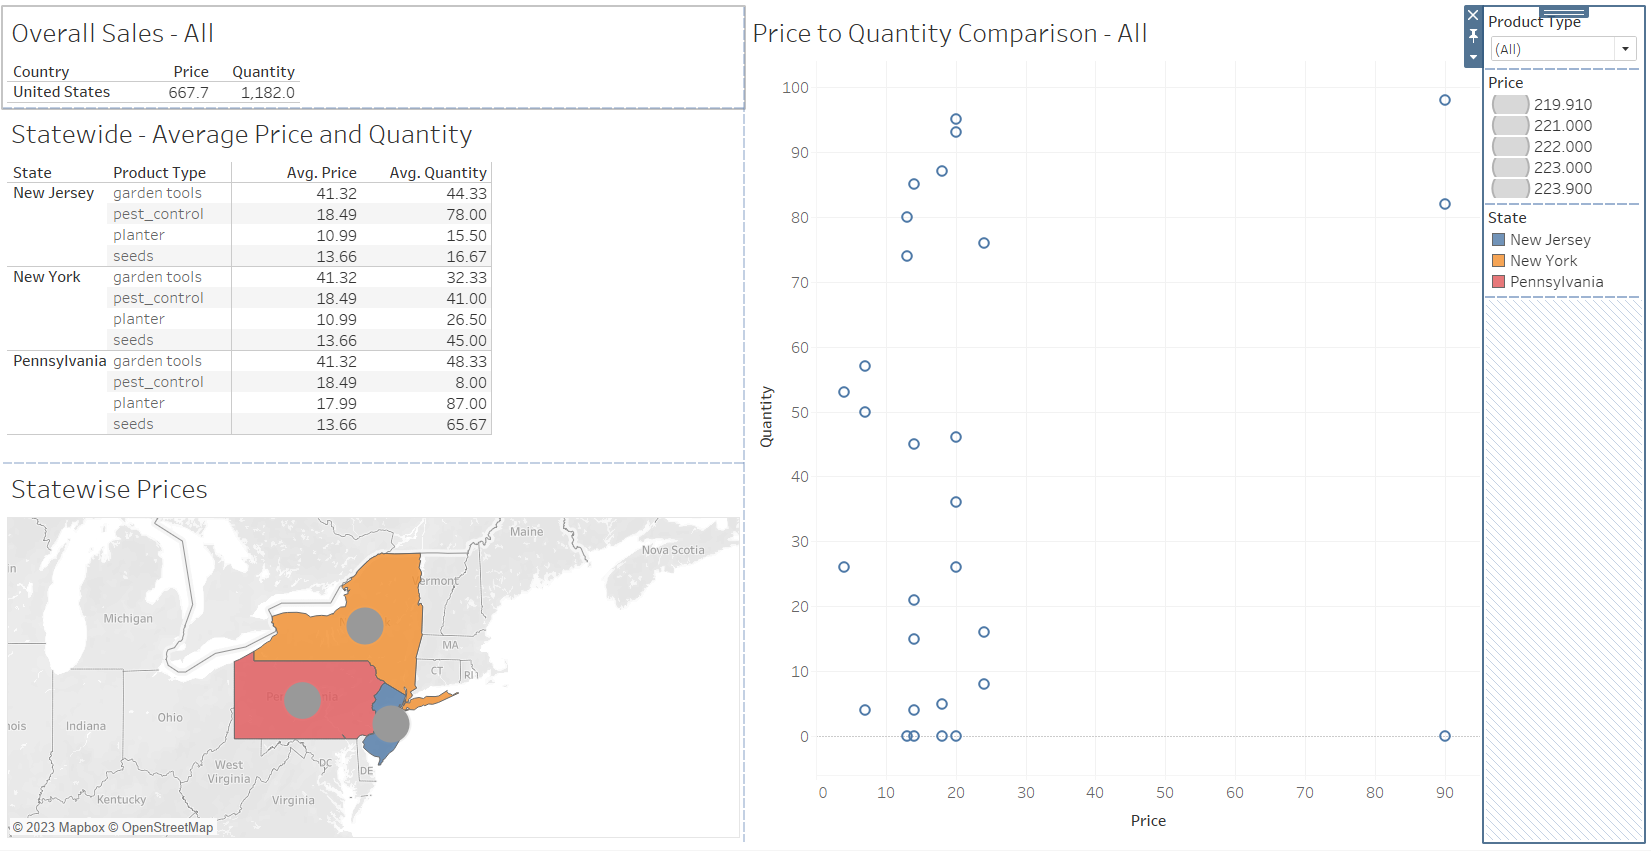 Overall Sales - All
Country Price Quantity
United States 667.7 1,182.0
Statewide - Average Price and Quantity
State Product Type Avg. Price Avg. Quantity
New Jersey garden tools 41.32 44.33
pest_control 18.49 78.00
planter 10.99 15.50
seeds 13.66 16.67
New York garden tools 41.32 32.33
pest_control 18.49 41.00
planter 10.99 26.50
seeds 13.66 45.00
Pennsylvania garden tools 41.32 48.33
pest_control 18.49 8.00
planter 17.99 87.00
seeds 13.66 65.67
Statewise Prices
Maine
Nova Scotia
Vermont
Michigan
MA
CT
RI
Ohio
Indiana
West
Virginia
DC
DE
Kentucky
Virginia
© 2023 Mapbox © OpenStreetMap
Price to Quantity Comparison - All
100
90
80
70
60
50
40
30
20
10
0
Quantity
0 10 20 30 40 50 60 70 80 90
Price
Product Type
(All)
Price
219.910
221.000
222.000
223.000
223.900
State
New Jersey
New York
Pennsylvania